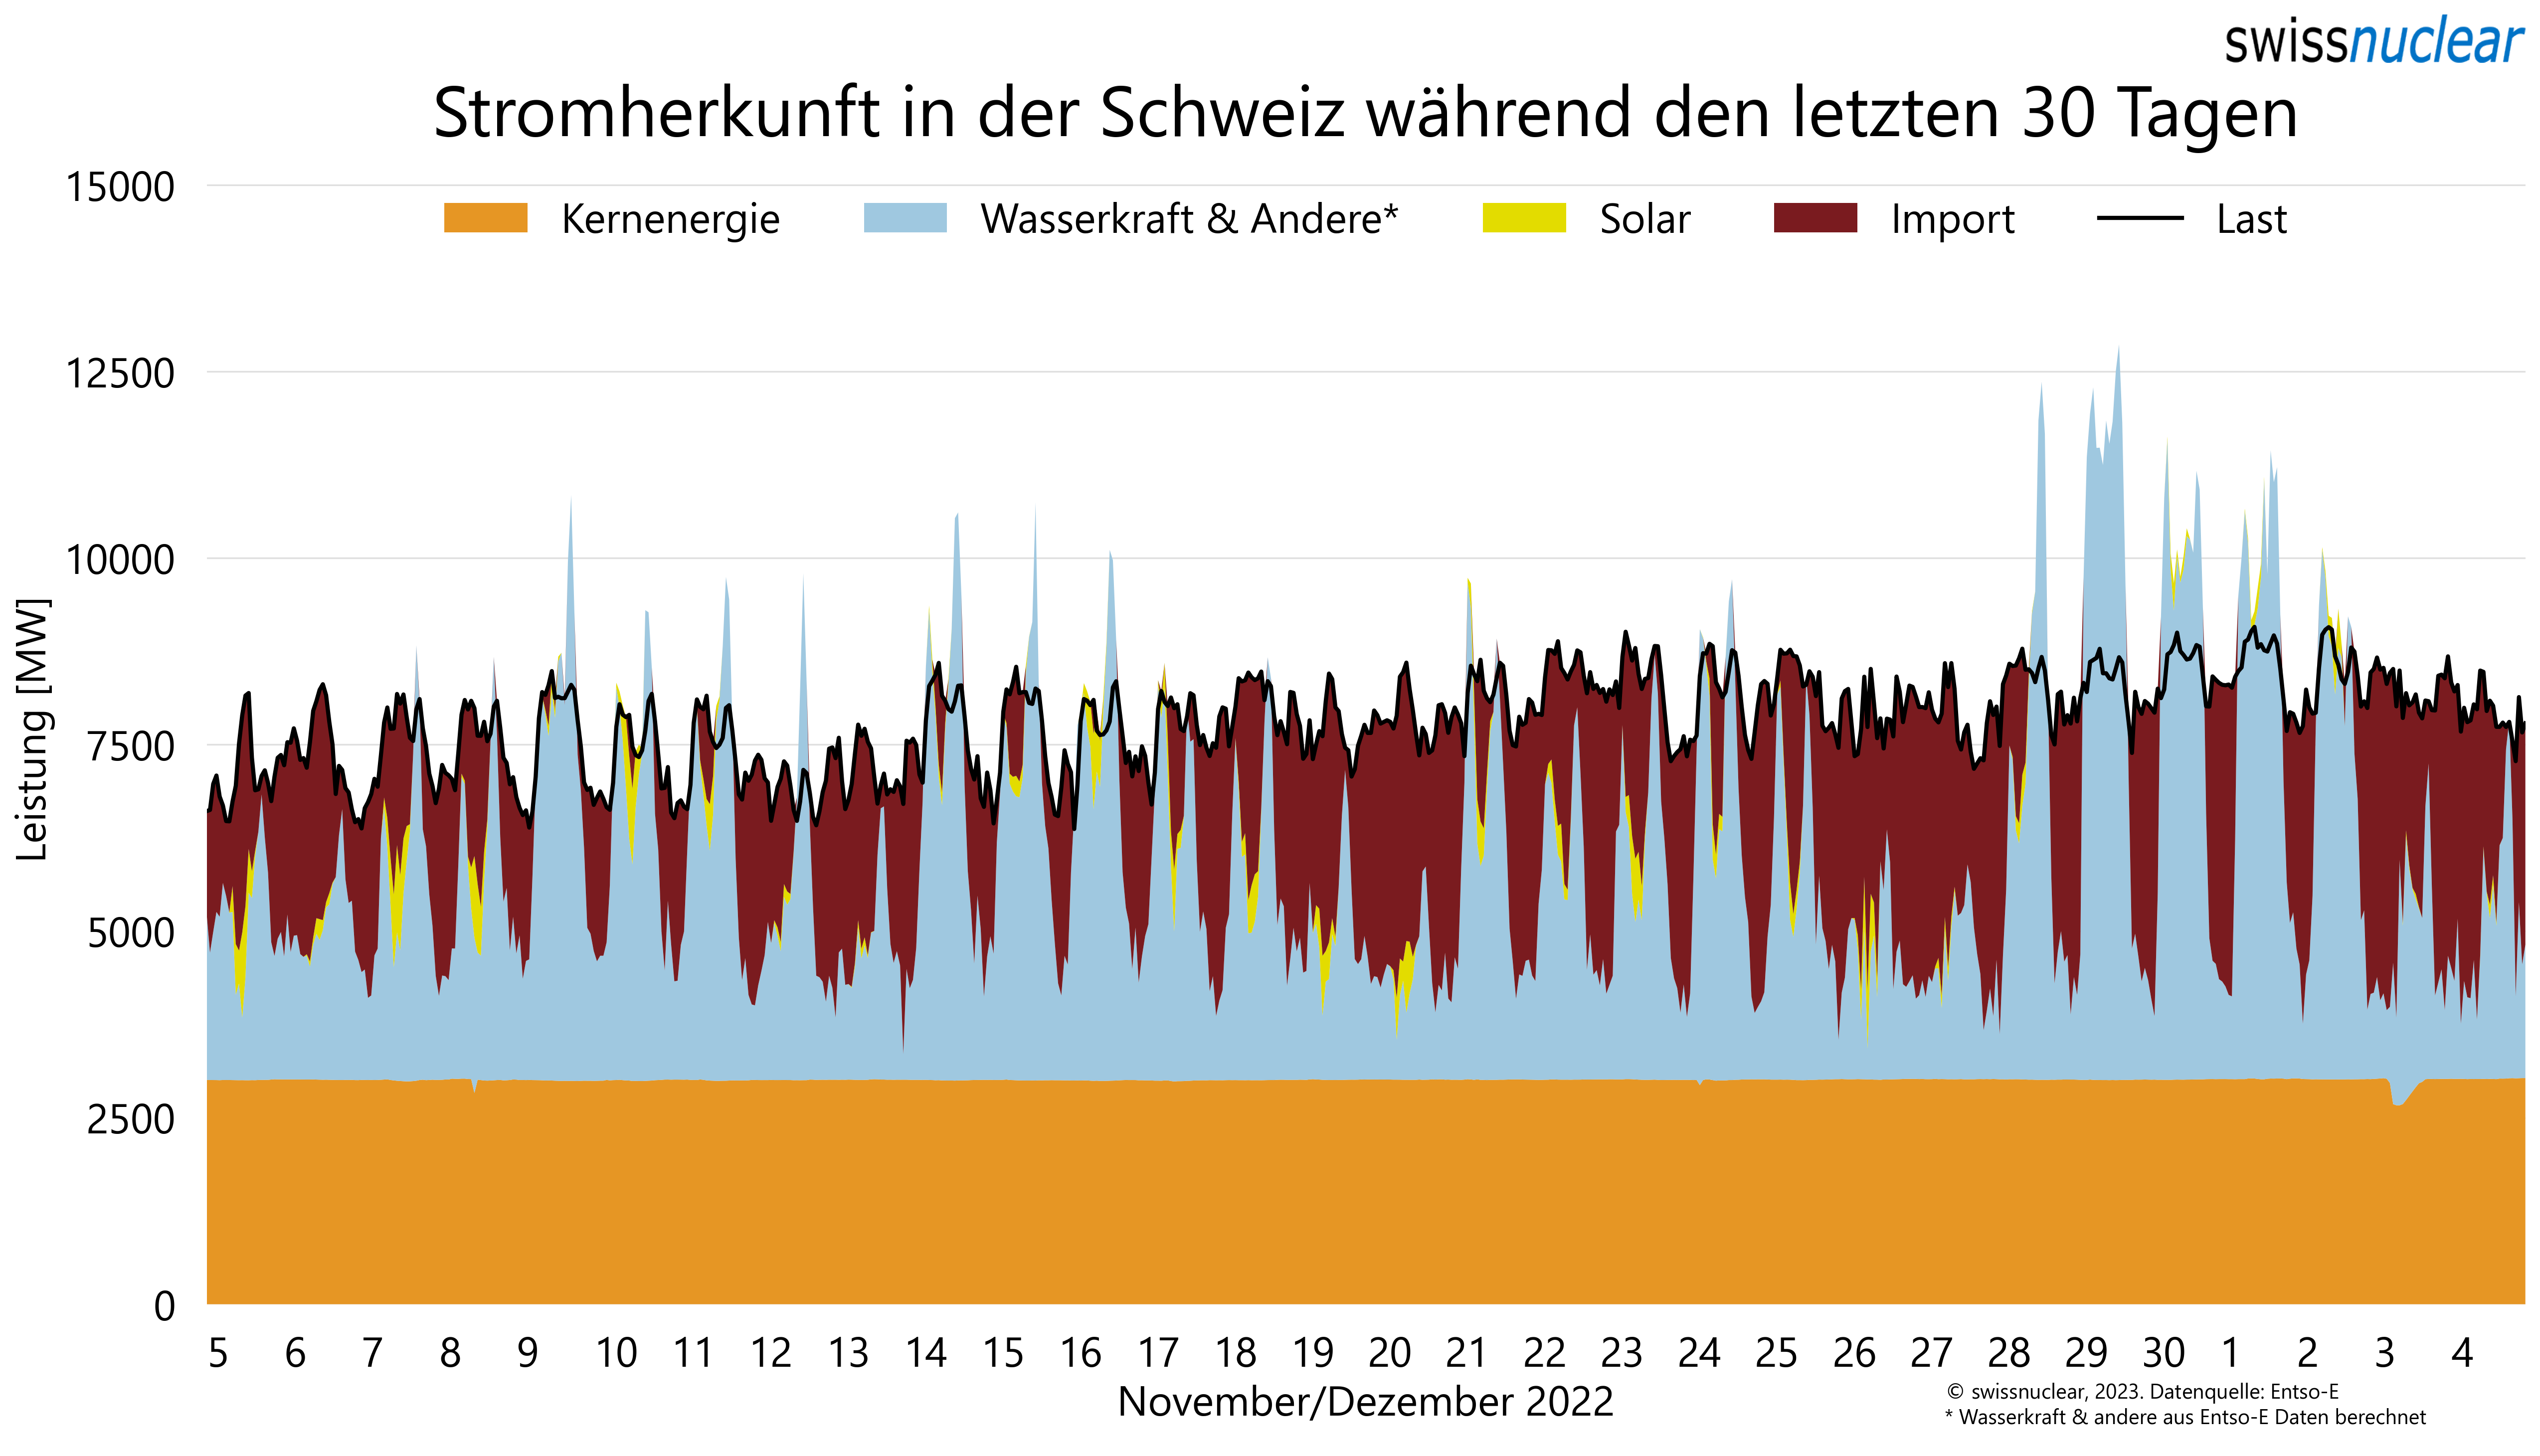 swissnuclear
Stromherkunft in der Schweiz während den letzten 30 Tagen
15000
Kernenergie Wasserkraft & Andere* Solar Import Last
12500
10000
7500
5000
2500
0
Leistung [MW]
5 6 7 8 9 10 11 12 13 14 15 16 17 18 19 20 21 22 23 24 25 26 27 28 29 30 1 2 3 4
November/Dezember 2022
© swissnuclear, 2023. Datenquelle: Entso-E
* Wasserkraft & andere aus Entso-E Daten berechnet